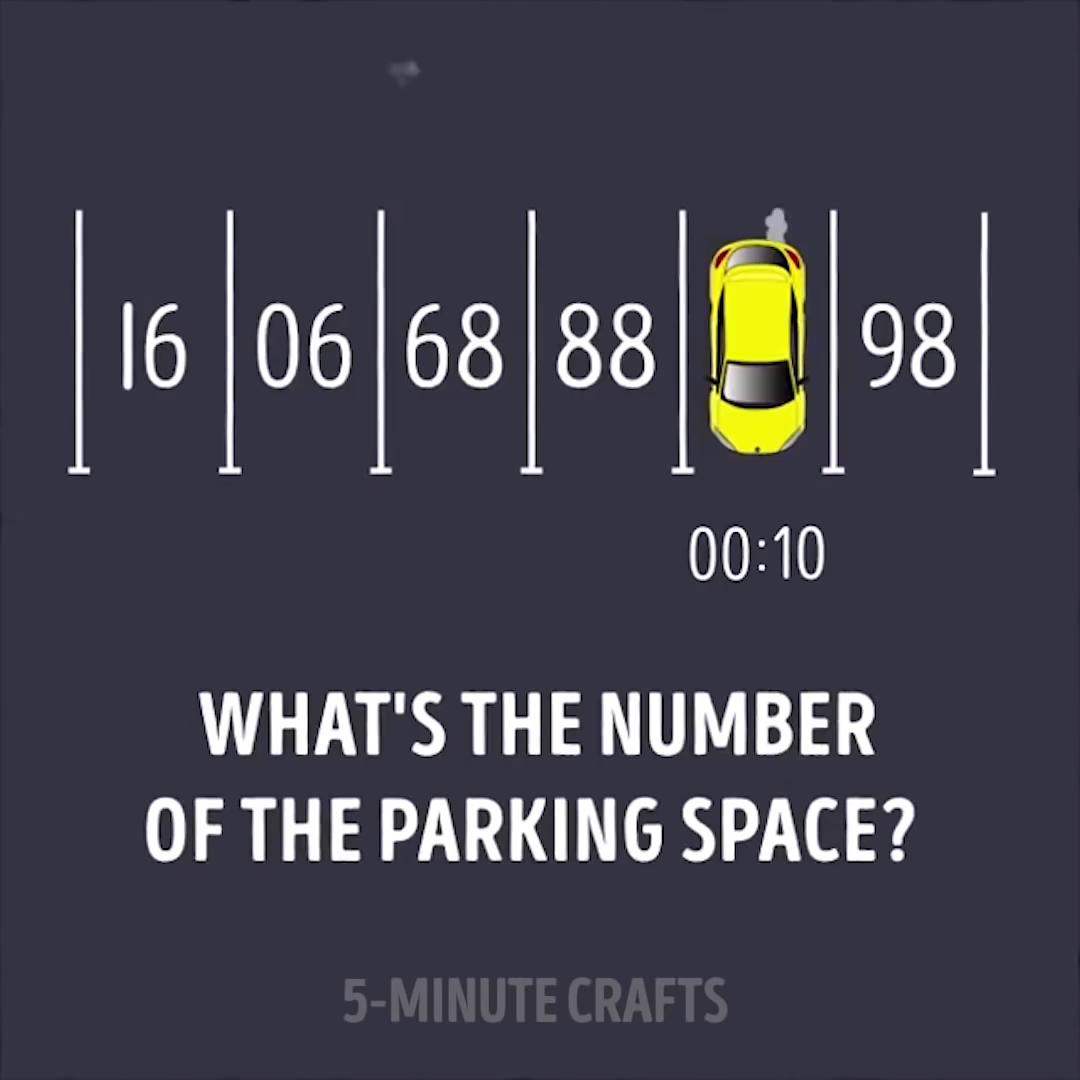 16 06 68 88 98
00:10
WHAT'S THE NUMBER
OF THE PARKING SPACE?
5-MINUTE CRAFTS